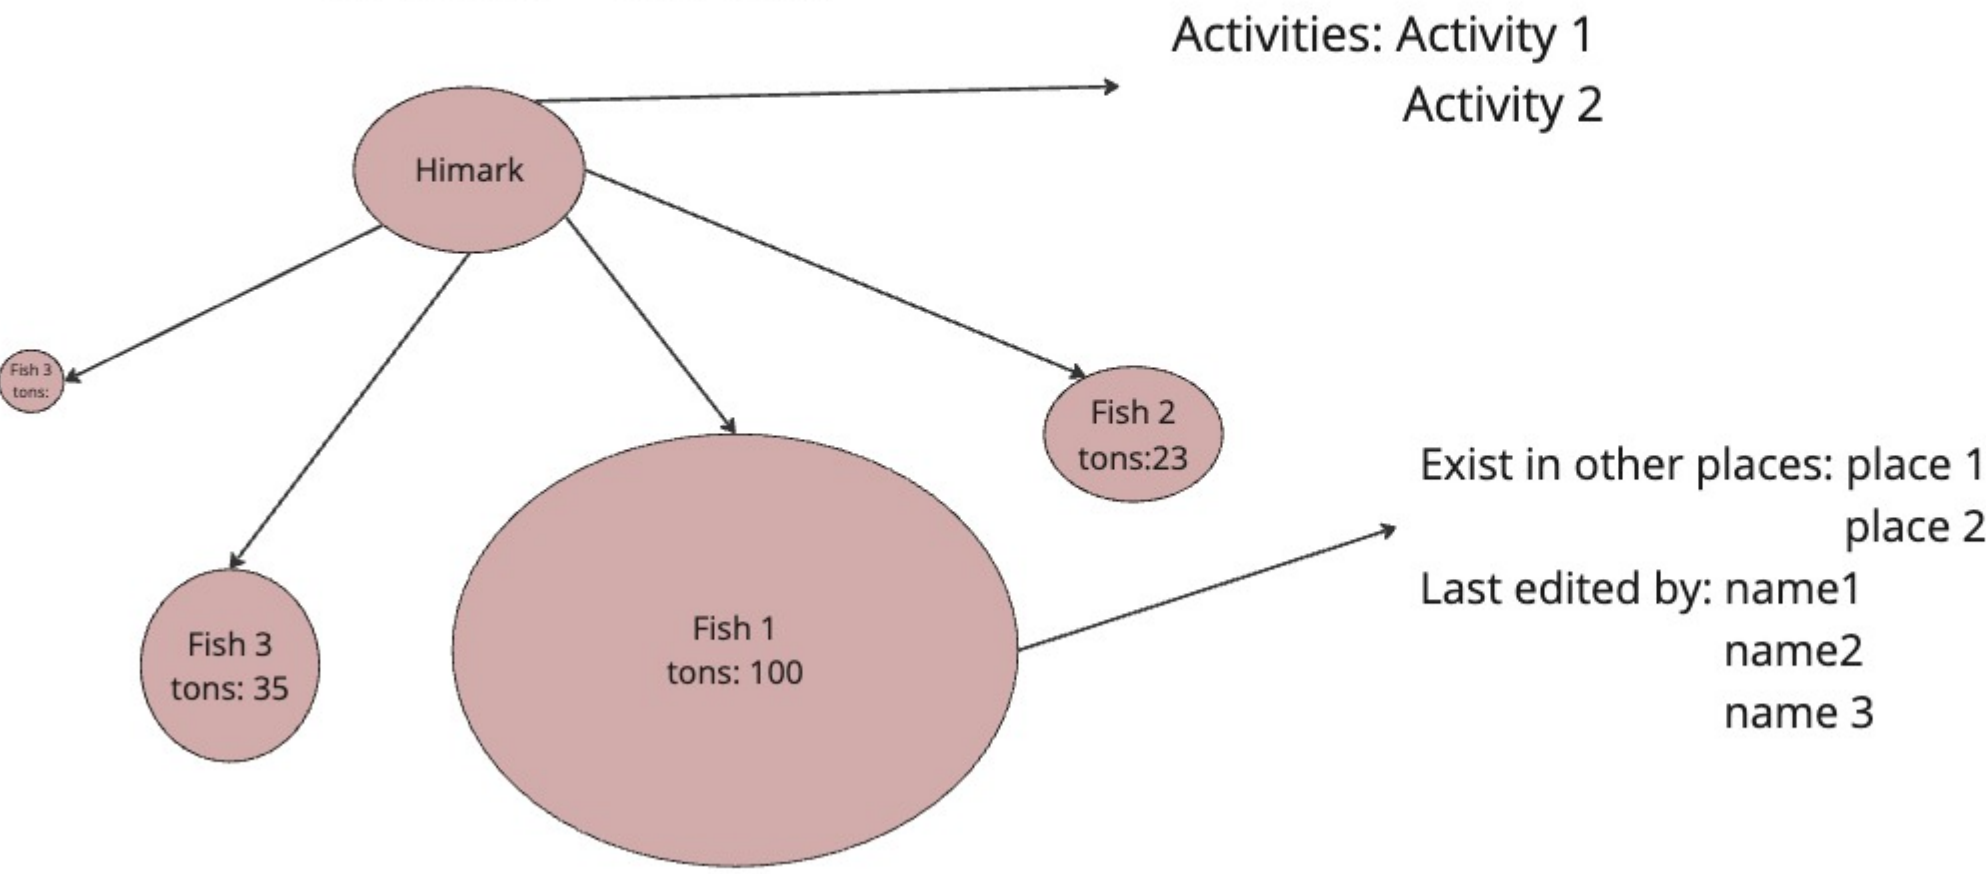 Activities: Activity 1
Activity 2
Himark
Fish 3
tons:
Fish 2
tons:23
Exist in other places: place 1
place 2
Last edited by: name1
name2
name 3
Fish 1
tons: 100
Fish 3
tons: 35